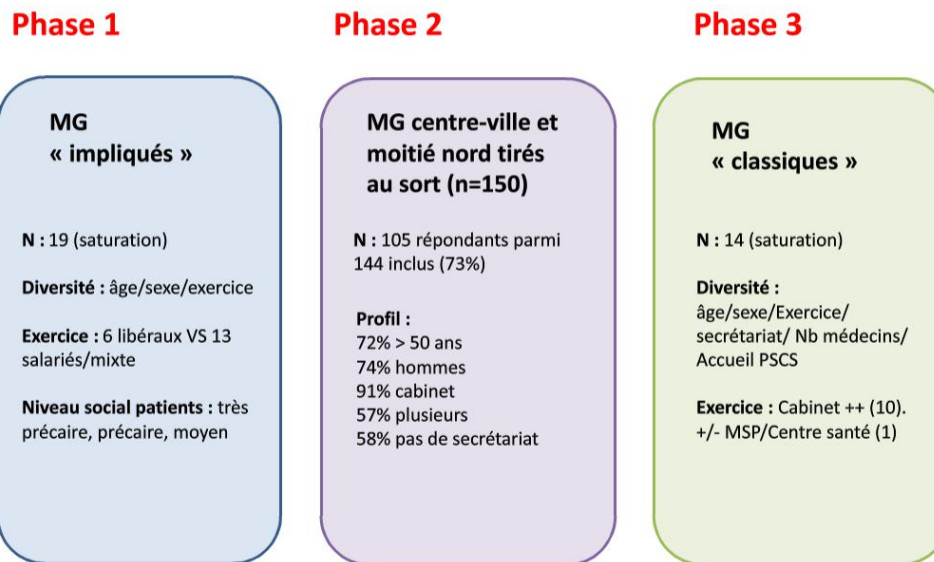 Phase 1
MG
« impliqués »
N : 19 (saturation)
Diversité : âge/sexe/exercice
Exercice : 6 libéraux VS 13
salariés/mixte
Niveau social patients : très
précaire, précaire, moyen
Phase 2
MG centre-ville et
moitié nord tirés
au sort (n=150)
N : 105 répondants parmi
144 inclus (73%)
Profil :
72% > 50 ans
74% hommes
91% cabinet
57% plusieurs
58% pas de secrétariat
Phase 3
MG
« classiques »
N : 14 (saturation)
Diversité :
âge/sexe/Exercice/
secrétariat/ Nb médecins/
Accueil PSCS
Exercice : Cabinet ++ (10).
+/- MSP/Centre santé (1)